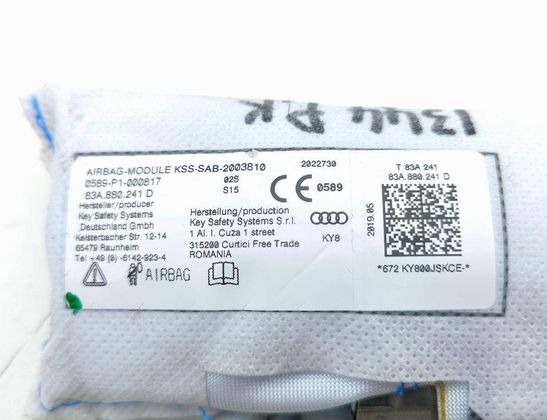 1344 RK
AIRBAG-MODULE KSS-SAB-2003810 2022730
0589-P1-000817 02S
83A.880.241 D S15
CE 0589
Hersteller/producer
Key Safety Systems
Deutschland GmbH
Kelsterbacher Str. 12-14
65479 Raunheim
Tel +49 (0) -6142-923-4
Herstellung/production
Key Safety Systems S.r.l. KY8
1 Al. I. Cuza 1 street
315200 Curtici Free Trade
ROMANIA
AIRBAG
T 83A 241
83A.880.241 D
2019.05
*672 KY800JSKCE-*